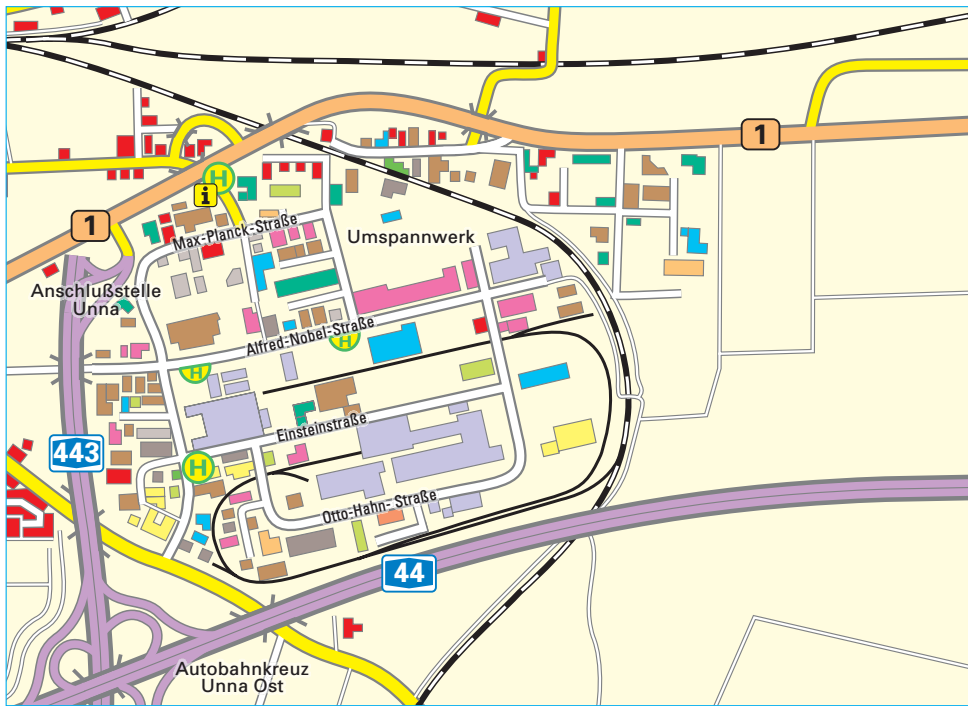 1
H
i
1
Max-Planck-Straße
Umspannwerk
Anschlußstelle
Unna
Alfred-Nobel-Straße
H
H
Einsteinstraße
443
H
Otto-Hahn- Straße
44
Autobahnkreuz
Unna Ost